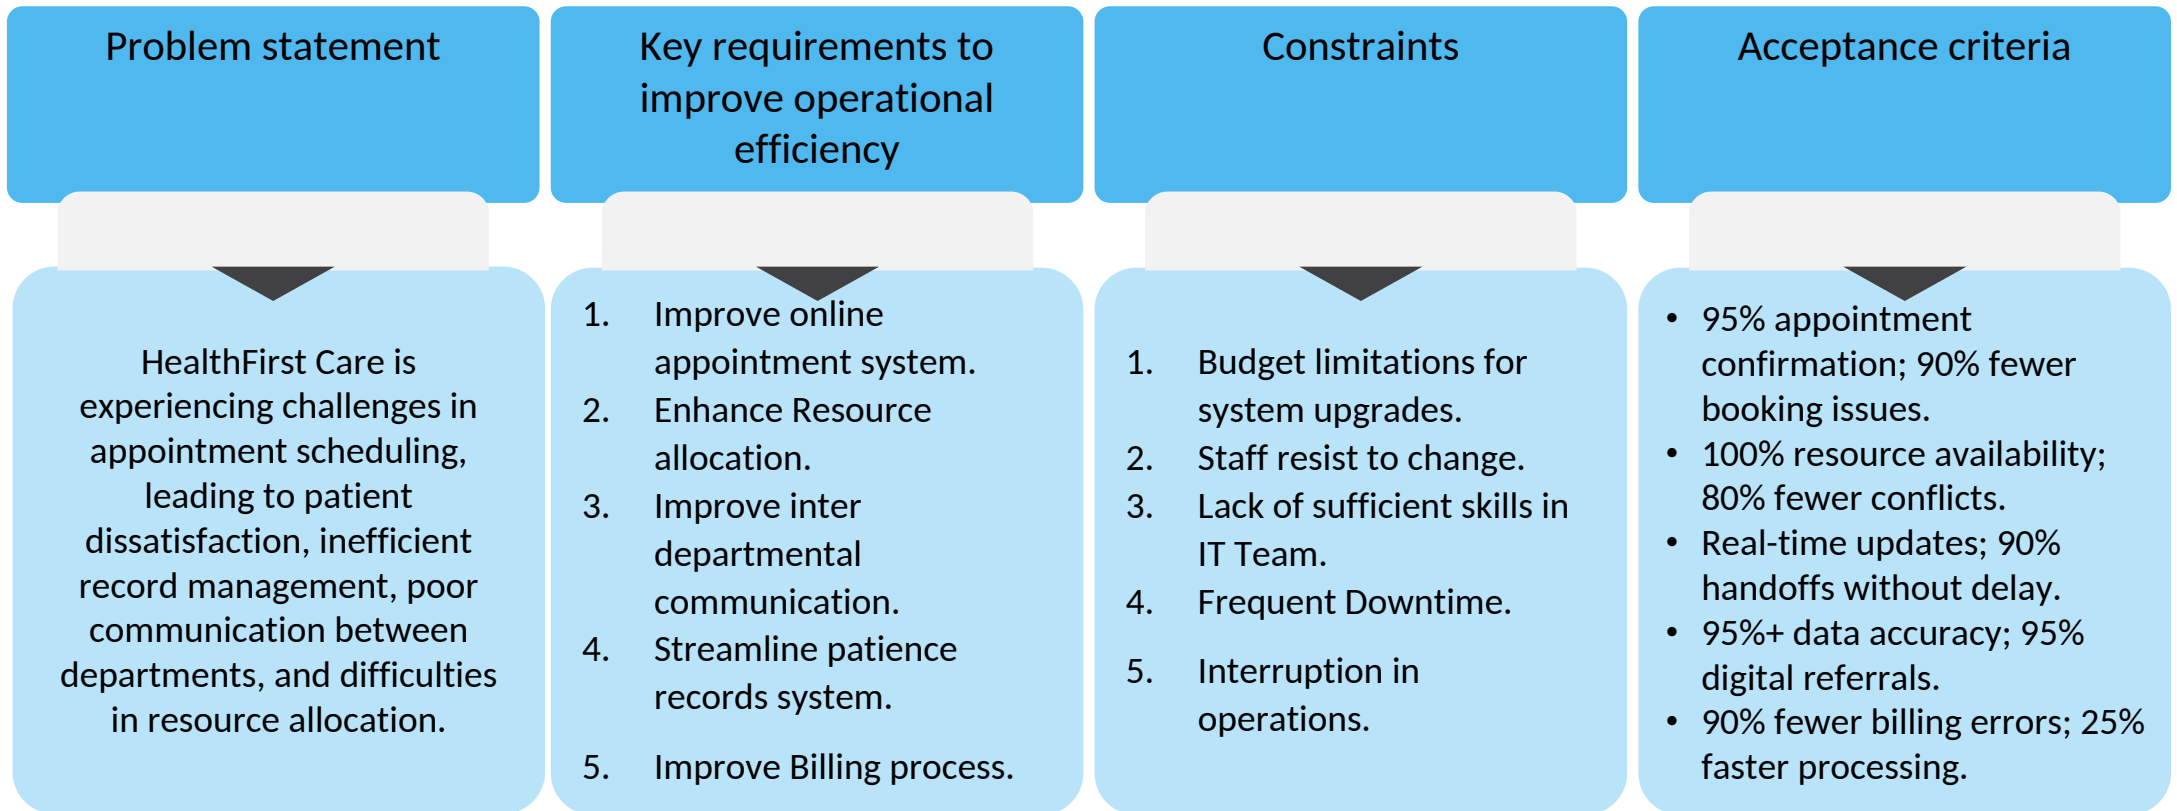 Problem statement
HealthFirst Care is
experiencing challenges in
appointment scheduling,
leading to patient
dissatisfaction, inefficient
record management, poor
communication between
departments, and difficulties
in resource allocation.
Key requirements to
improve operational
efficiency
1. Improve online
appointment system.
2. Enhance Resource
allocation.
3. Improve inter
departmental
communication.
4. Streamline patience
records system.
5. Improve Billing process.
Constraints
1. Budget limitations for
system upgrades.
2. Staff resist to change.
3. Lack of sufficient skills in
IT Team.
4. Frequent Downtime.
5. Interruption in
operations.
Acceptance criteria
• 95% appointment
confirmation; 90% fewer
booking issues.
• 100% resource availability;
80% fewer conflicts.
• Real-time updates; 90%
handoffs without delay.
• 95%+ data accuracy; 95%
digital referrals.
• 90% fewer billing errors; 25%
faster processing.